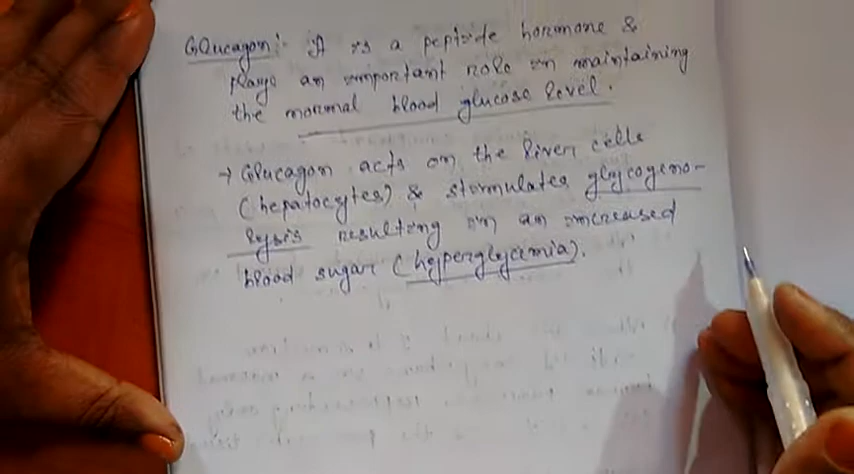 Glucagon:- It is a peptide hormone &
Plays an important role in maintaining
the normal blood glucose level.
→ Glucagon acts on the liver cells
(hepatocytes) & stimulates glycogeno-
lysis resulting in an increased
blood sugar (hyperglycemia).